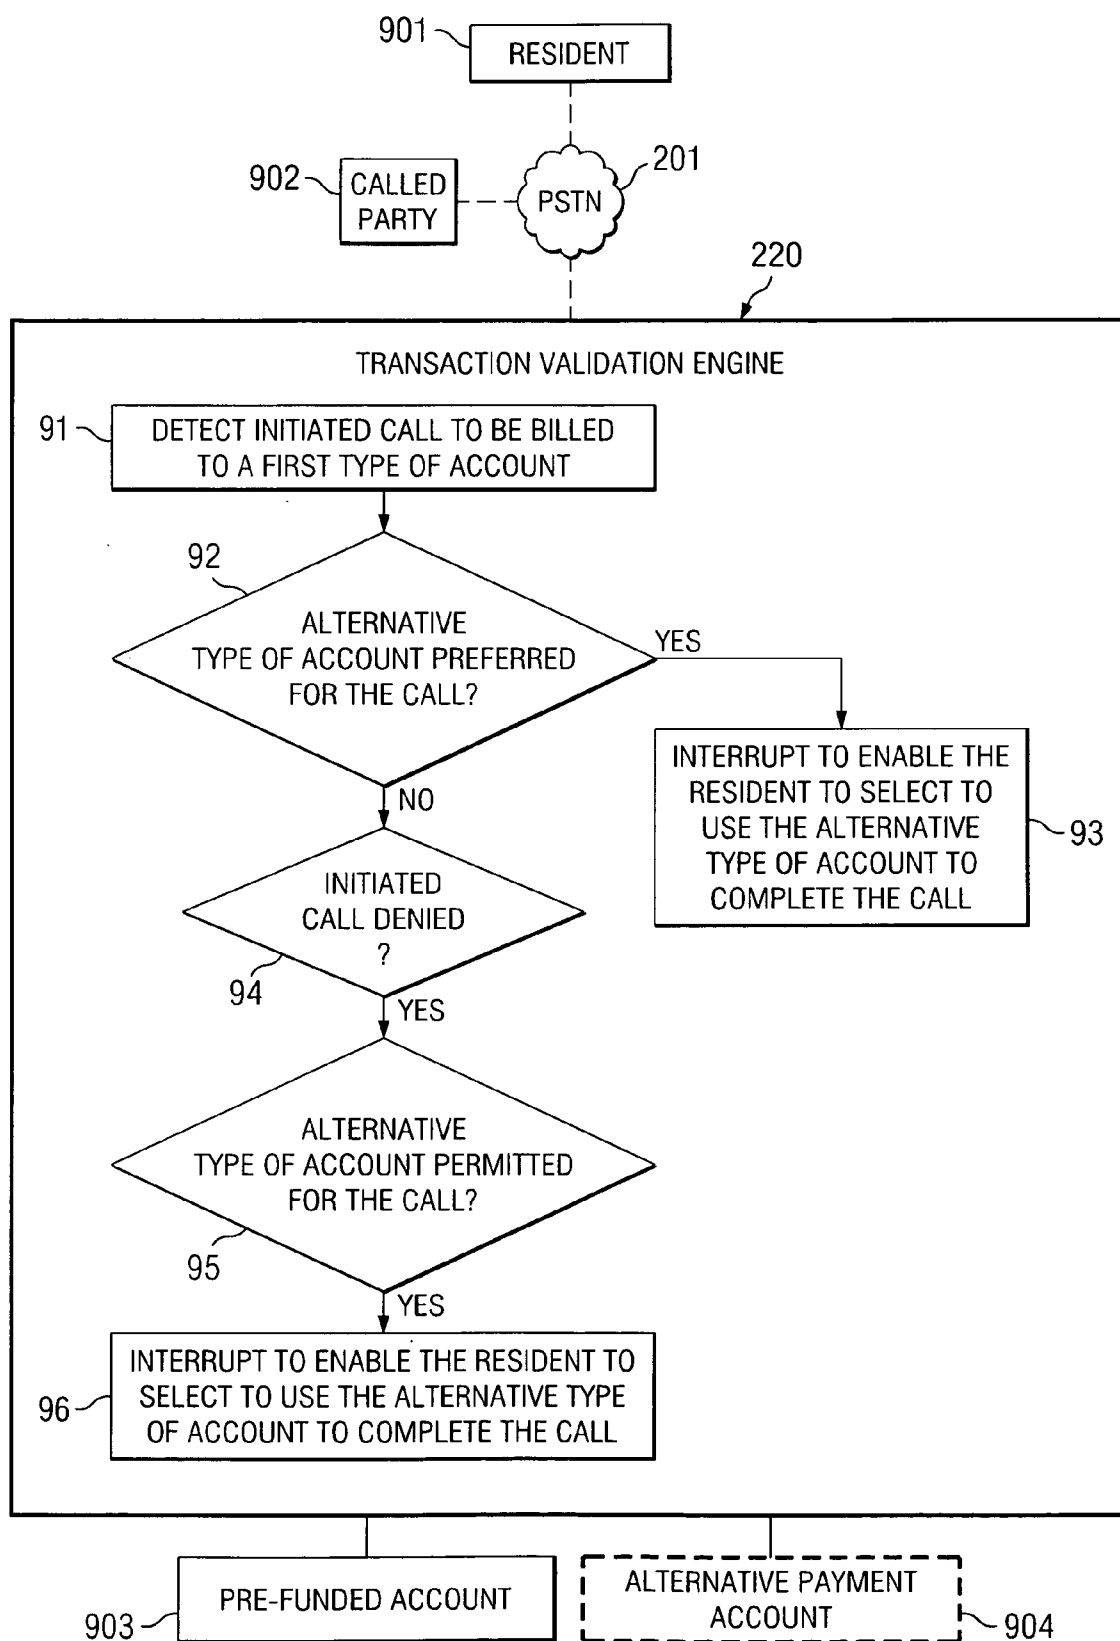 901
RESIDENT
902
CALLED
PARTY
PSTN
201
220
TRANSACTION VALIDATION ENGINE
91
DETECT INITIATED CALL TO BE BILLED
TO A FIRST TYPE OF ACCOUNT
92
ALTERNATIVE
TYPE OF ACCOUNT PREFERRED
FOR THE CALL?
YES
NO
INTERRUPT TO ENABLE THE
RESIDENT TO SELECT TO
USE THE ALTERNATIVE
TYPE OF ACCOUNT TO
COMPLETE THE CALL
93
INITIATED
CALL DENIED
?
94
YES
ALTERNATIVE
TYPE OF ACCOUNT PERMITTED
FOR THE CALL?
95
YES
INTERRUPT TO ENABLE THE RESIDENT TO
SELECT TO USE THE ALTERNATIVE TYPE
OF ACCOUNT TO COMPLETE THE CALL
96
PRE-FUNDED ACCOUNT
903
ALTERNATIVE PAYMENT
ACCOUNT
904